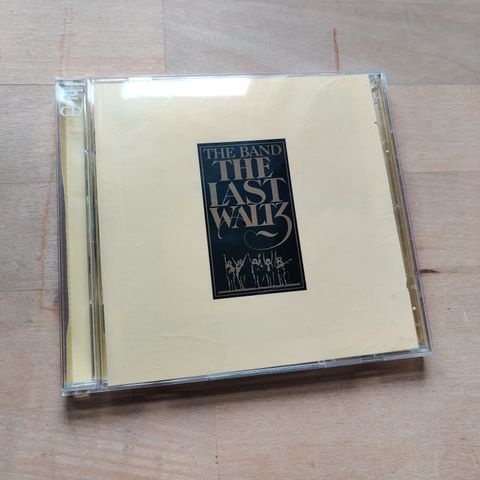 THE BAND
THE
LAST
WALTZ